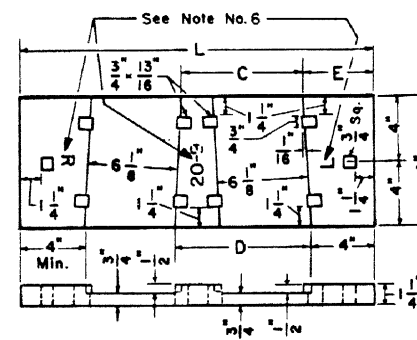 See Note No. 6
L
3/4" × 13/16"
C
E
1 1/4"
3/4"
1/16"
3/4" Sq.
4"
R
6 1/8"
20-
6 1/8"
L
1 1/4"
1 1/4"
1 1/4"
1 1/4"
4"
4"
Min.
D
4"
3/4"
1/2"
3/4"
1/2"
1 1/4"